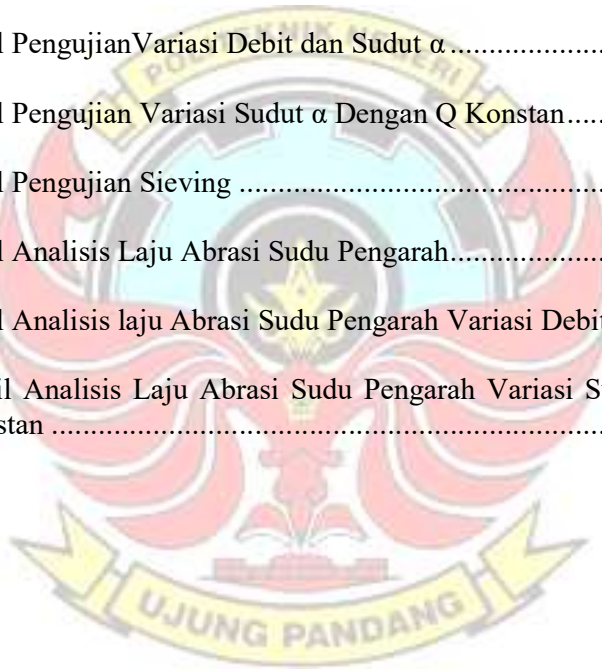 l PengujianVariasi Debit dan Sudut α.....................
l Pengujian Variasi Sudut α Dengan Q Konstan......
l Pengujian Sieving ...................................................
l Analisis Laju Abrasi Sudu Pengarah.....................
l Analisis laju Abrasi Sudu Pengarah Variasi Debit
il Analisis Laju Abrasi Sudu Pengarah Variasi S
stan ............................................................................
UJUNG PANDANG